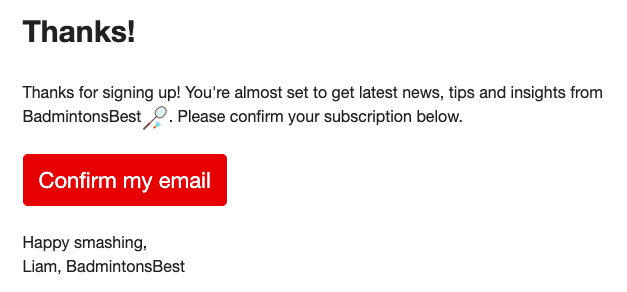 Thanks!
Thanks for signing up! You're almost set to get latest news, tips and insights from
BadmintonsBest🏸. Please confirm your subscription below.
Confirm my email
Happy smashing,
Liam, BadmintonsBest